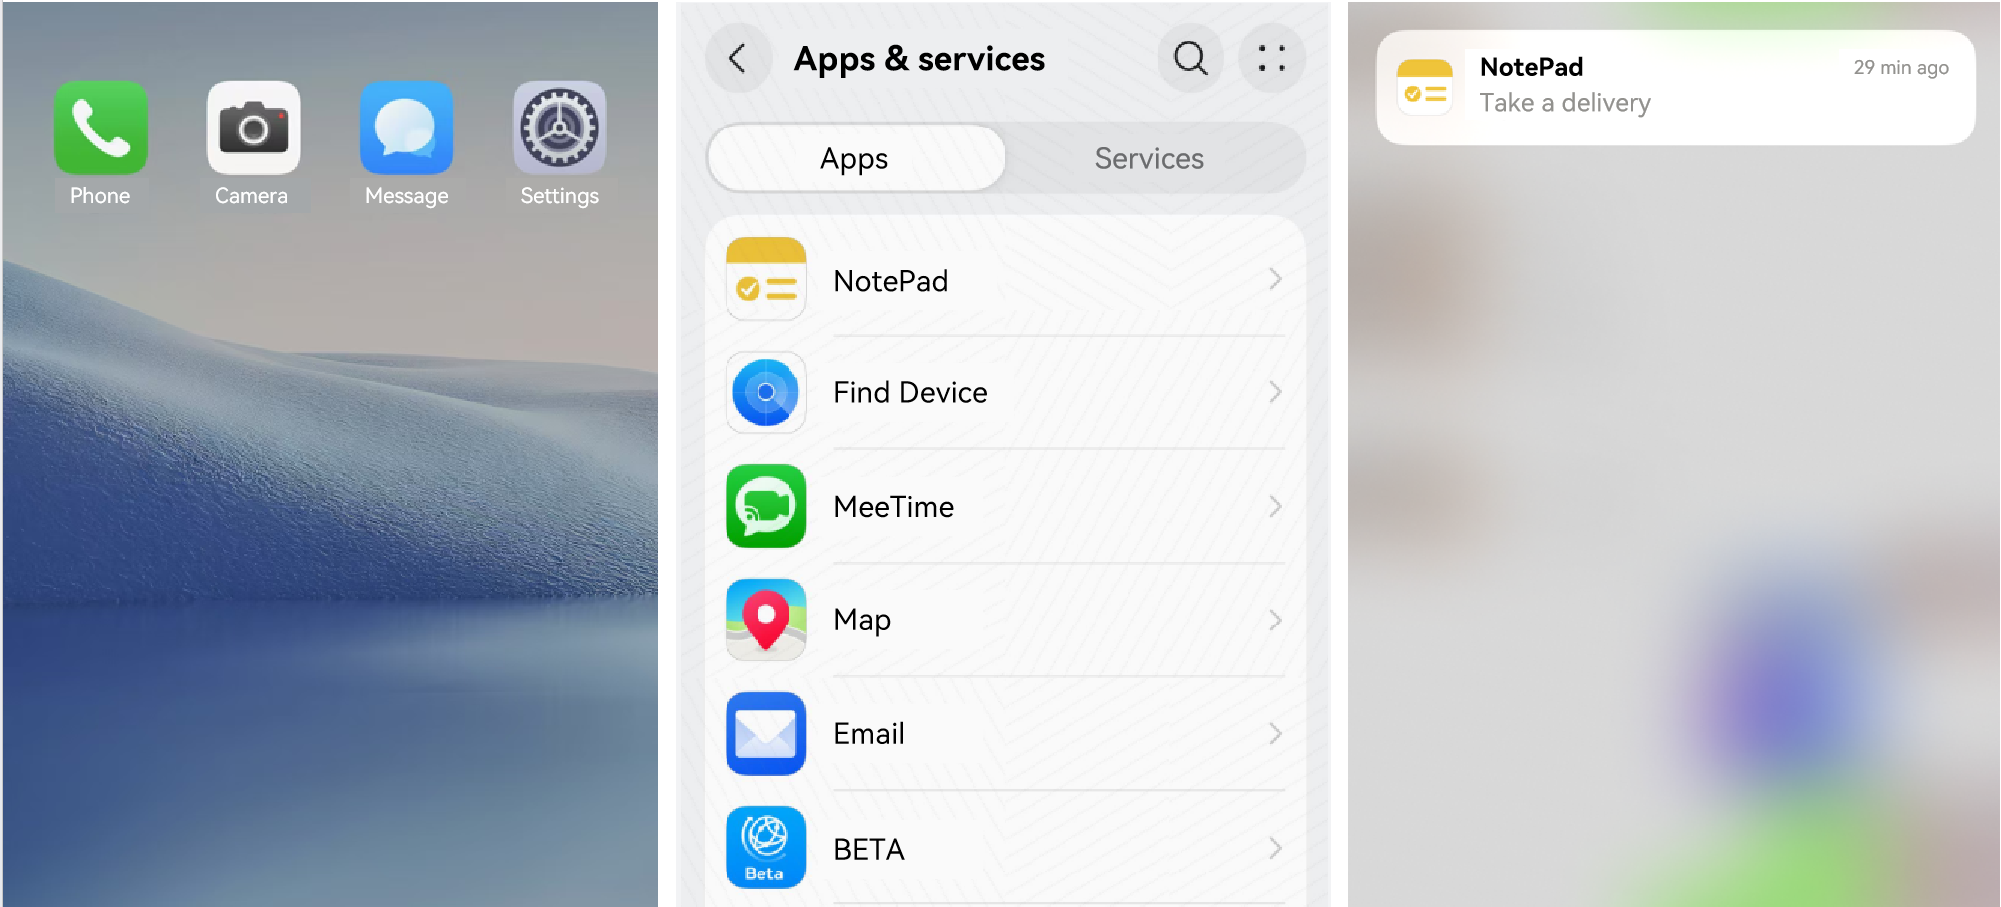 Phone
Camera
Message
Settings
Apps & services
Apps
Services
NotePad
Find Device
MeeTime
Map
Email
Beta
BETA
NotePad
29 min ago
Take a delivery